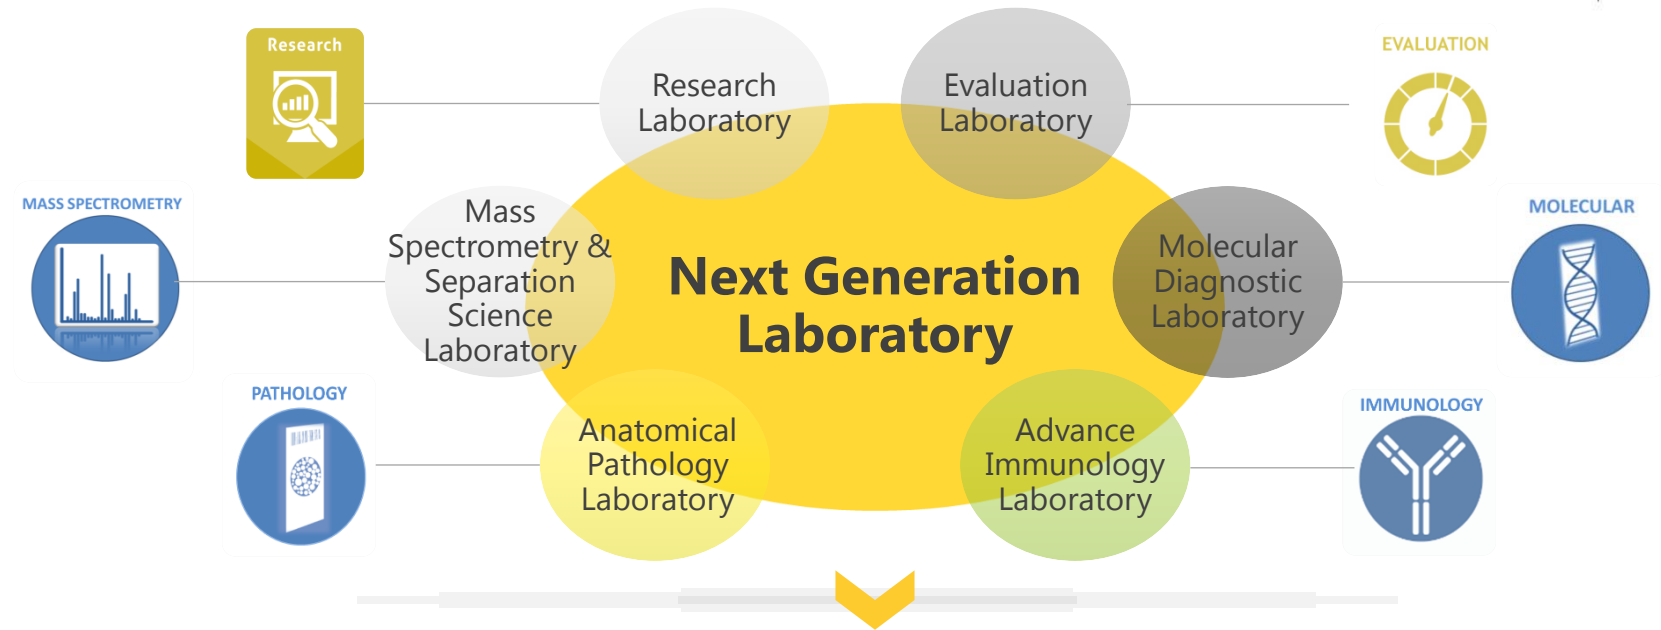 Research
Research
Laboratory
Evaluation
Laboratory
EVALUATION
MASS SPECTROMETRY
Mass
Spectrometry &
Separation
Science
Laboratory
Next Generation
Laboratory
Molecular
Diagnostic
Laboratory
MOLECULAR
PATHOLOGY
Anatomical
Pathology
Laboratory
Advance
Immunology
Laboratory
IMMUNOLOGY